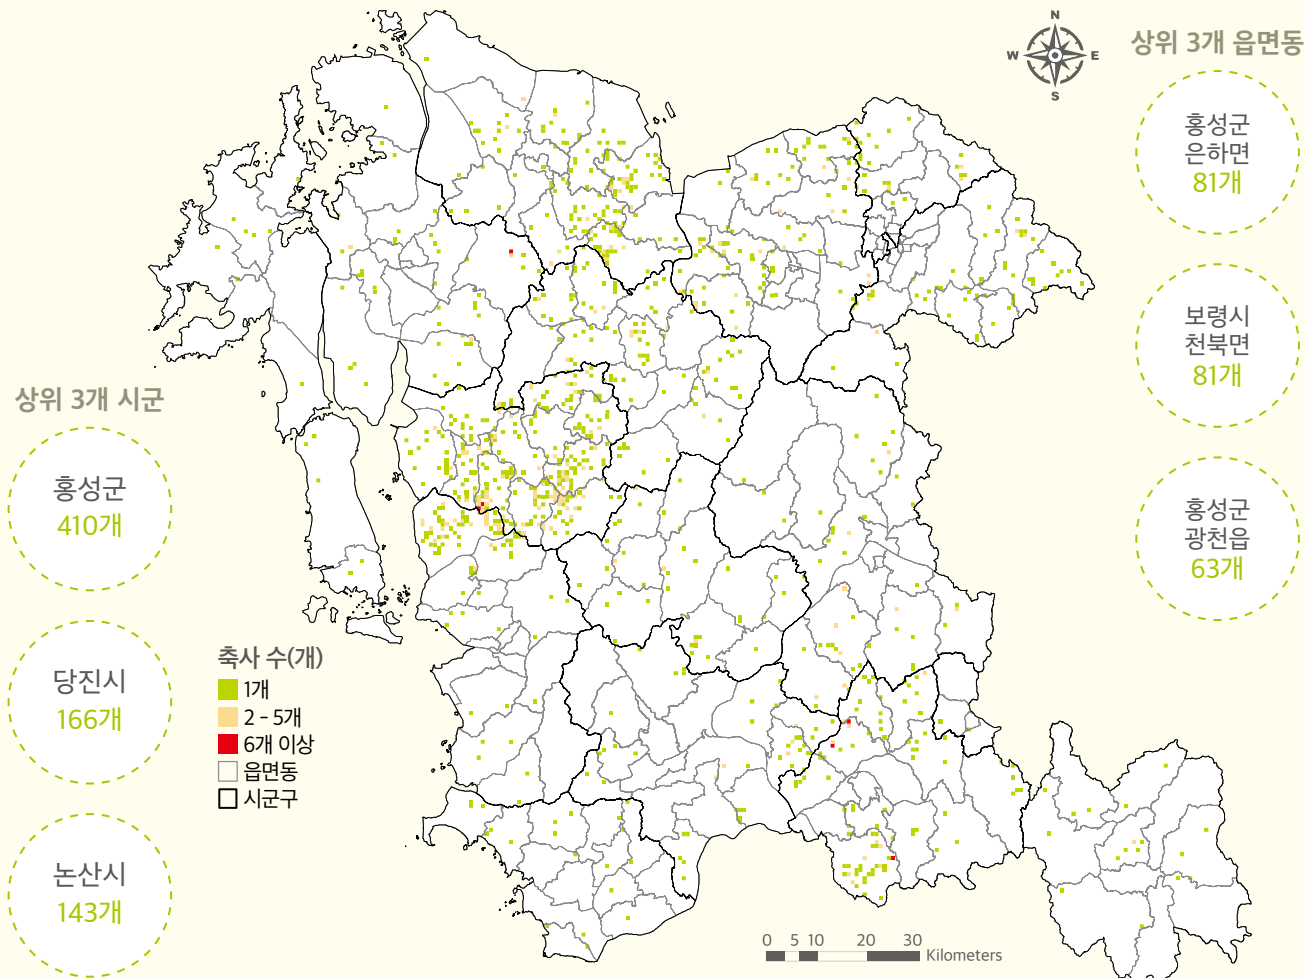 N
W
E
S
상위 3개 읍면동
홍성군
은하면
81개
보령시
천북면
81개
홍성군
광천읍
63개
상위 3개 시군
홍성군
410개
당진시
166개
논산시
143개
축사 수(개)
1개
2 - 5개
6개 이상
읍면동
시군구
0 5 10 20 30
Kilometers